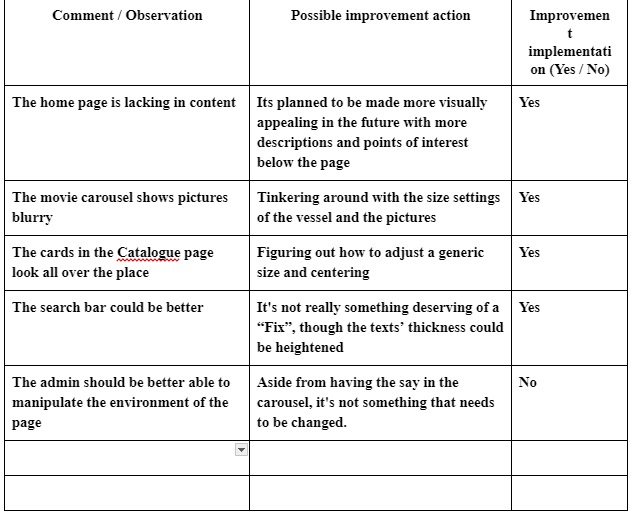 Comment / Observation
Possible improvement action
Improvemen
t
implementati
on (Yes / No)
The home page is lacking in content
Its planned to be made more visually
appealing in the future with more
descriptions and points of interest
below the page
Yes
The movie carousel shows pictures
blurry
Tinkering around with the size settings
of the vessel and the pictures
Yes
The cards in the Catalogue page
look all over the place
Figuring out how to adjust a generic
size and centering
Yes
The search bar could be better
It's not really something deserving of a
“Fix”, though the texts’ thickness could
be heightened
Yes
The admin should be better able to
manipulate the environment of the
page
Aside from having the say in the
carousel, it's not something that needs
to be changed.
No